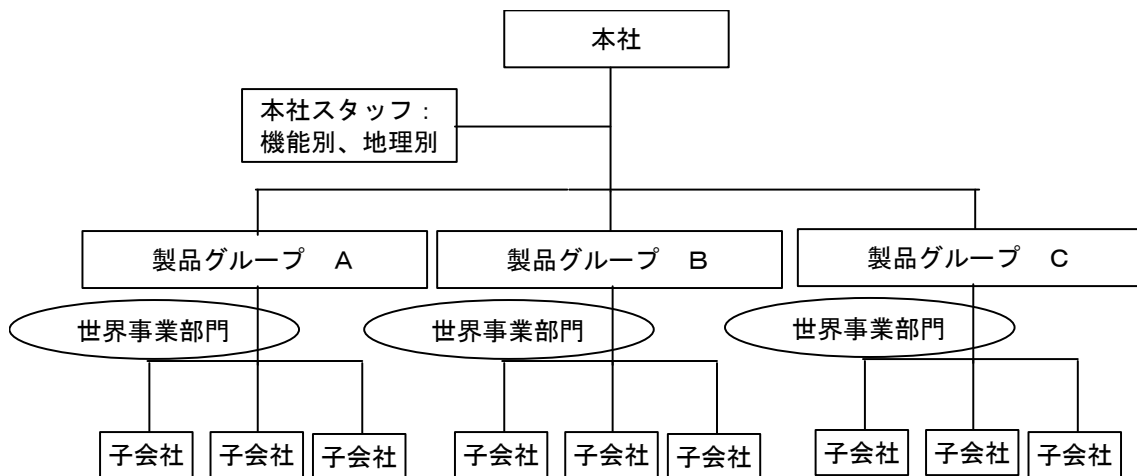 本社
本社スタッフ：
機能別、地理別
製品グループ　A
製品グループ　B
製品グループ　C
世界事業部門
世界事業部門
世界事業部門
子会社
子会社
子会社
子会社
子会社
子会社
子会社
子会社
子会社